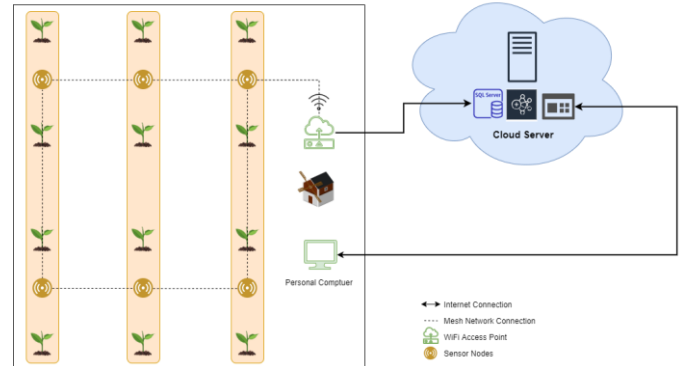 SQL Server
Cloud Server
Personal Comptuer
Internet Connection
Mesh Network Connection
WiFi Access Point
Sensor Nodes